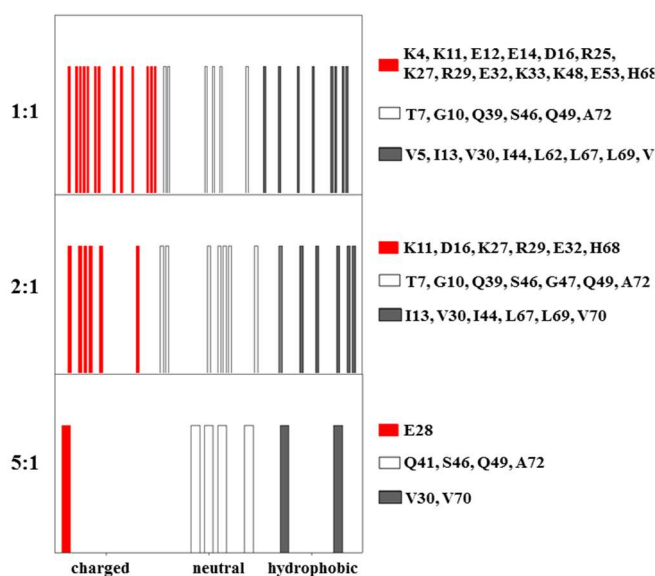 K4, K11, E12, E14, D16, R25,
K27, R29, E32, K33, K48, E53, H68
1:1
T7, G10, Q39, S46, Q49, A72
V5, I13, V30, I44, L62, L67, L69, V
K11, D16, K27, R29, E32, H68
2:1
T7, G10, Q39, S46, G47, Q49, A72
I13, V30, I44, L67, L69, V70
E28
5:1
Q41, S46, Q49, A72
V30, V70
charged neutral hydrophobic